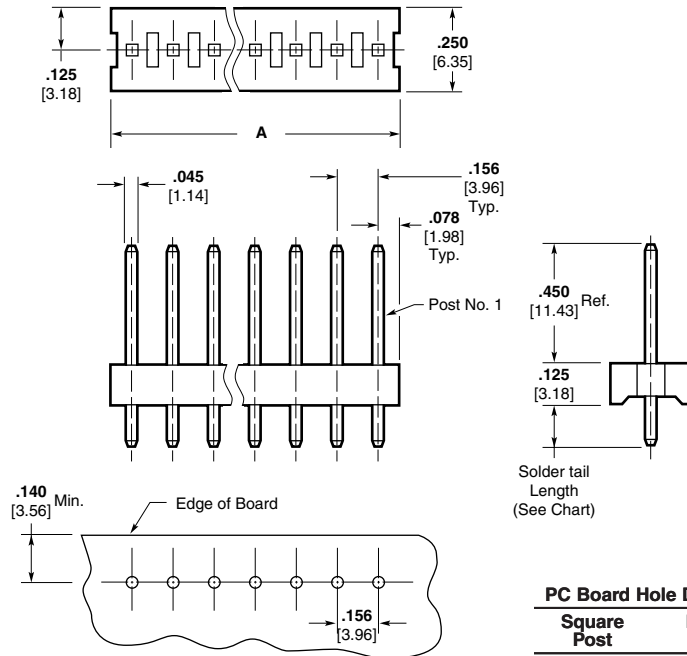 .125
[3.18]
.250
[6.35]
A
.045
[1.14]
.156
[3.96]
Typ.
.078
[1.98]
Typ.
Post No. 1
.450
[11.43]
Ref.
.125
[3.18]
Solder tail
Length
(See Chart)
.140
[3.56]
Min.
Edge of Board
.156
[3.96]
PC Board Hole
Square
Post